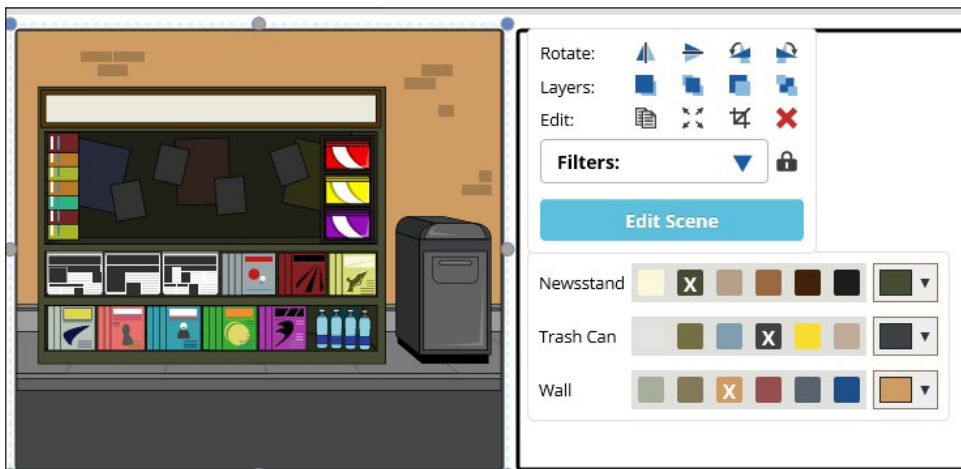 Rotate:
Layers:
Edit:
Filters:
Edit Scene
Newsstand
X
Trash Can
X
Wall
X